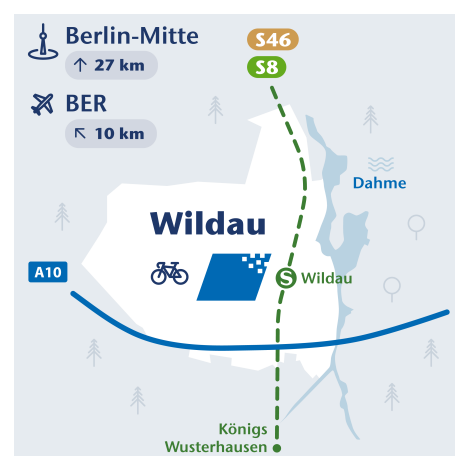 Berlin-Mitte
↑ 27 km
BER
↖ 10 km
S46
S8
Dahme
Wildau
A10
S Wildau
Königs
Wusterhausen